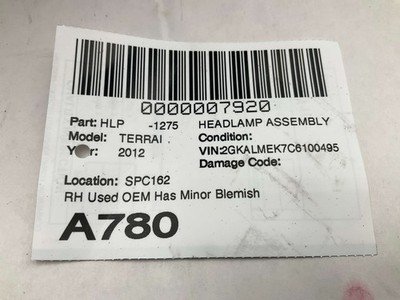 0000007920
Part: HLP -1275 HEADLAMP ASSEMBLY
Model: TERRAI. Condition:
Year: 2012 VIN:2GKALMEK7C6100495
Damage Code:
Location: SPC162
RH Used OEM Has Minor Blemish
A780